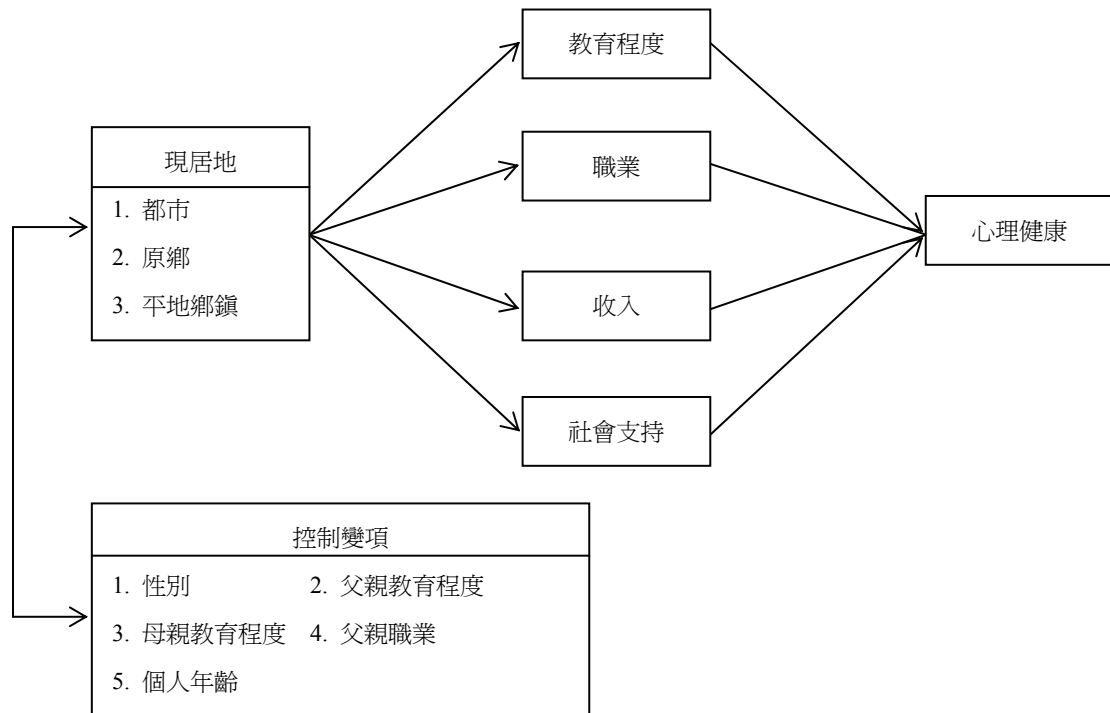 教育程度
職業
現居地
1. 都市
2. 原鄉
3. 平地鄉鎮
心理健康
收入
社會支持
控制變項
1. 性別 2. 父親教育程度
3. 母親教育程度 4. 父親職業
5. 個人年齡